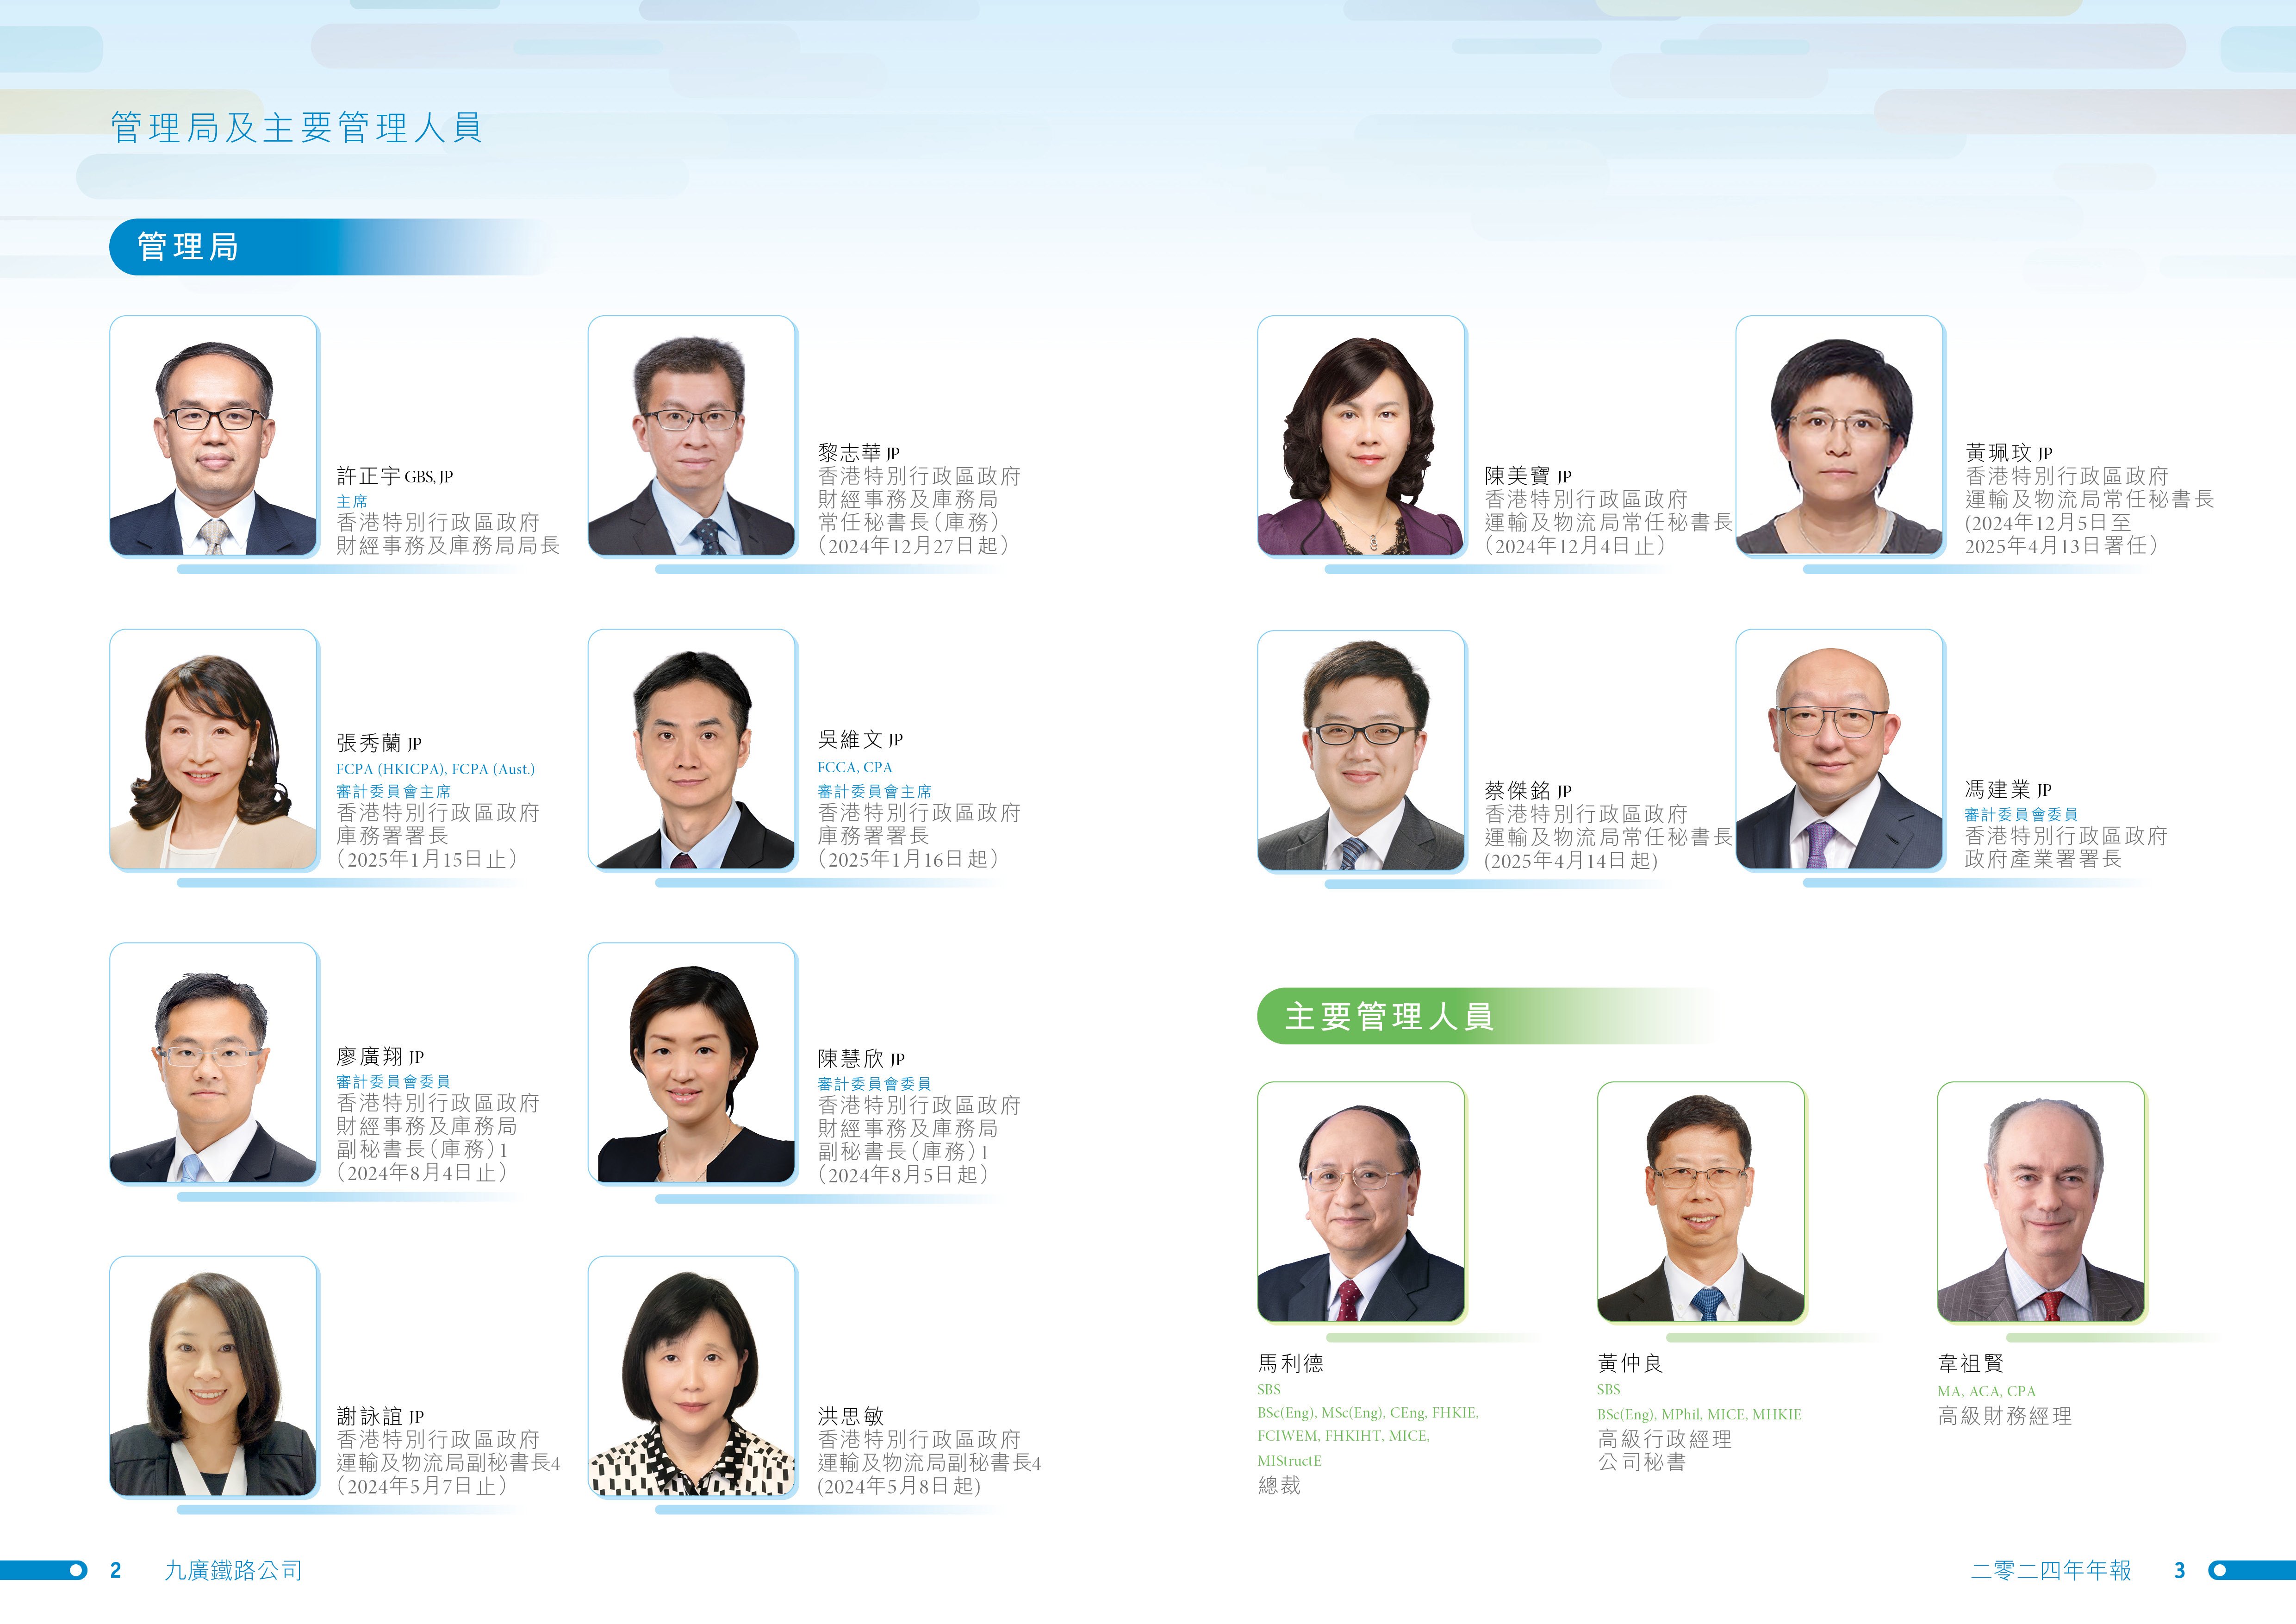 管理局及主要管理人員
管理局
許正宇 GBS, JP
主席
香港特別行政區政府
財經事務及庫務局局長
黎志華 JP
香港特別行政區政府
財經事務及庫務局
常任秘書長（庫務）
（2024年12月27日起）
張秀蘭 JP
FCPA (HKICPA), FCPA (Aust.)
審計委員會主席
香港特別行政區政府
庫務署署長
（2025年1月15日止）
吳維文 JP
FCCA, CPA
審計委員會主席
香港特別行政區政府
庫務署署長
（2025年1月16日起）
廖廣翔 JP
審計委員會委員
香港特別行政區政府
財經事務及庫務局
副秘書長（庫務）1
（2024年8月4日止）
陳慧欣 JP
審計委員會委員
香港特別行政區政府
財經事務及庫務局
副秘書長（庫務）1
（2024年8月5日起）
謝詠誼 JP
香港特別行政區政府
運輸及物流局副秘書長4
（2024年5月7日止）
洪思敏
香港特別行政區政府
運輸及物流局副秘書長4
(2024年5月8日起)
2 九廣鐵路公司
陳美寶 JP
香港特別行政區政府
運輸及物流局常任秘書長
（2024年12月4日止）
黃珮玟 JP
香港特別行政區政府
運輸及物流局常任秘書長
(2024年12月5日至
2025年4月13日署任）
蔡傑銘 JP
香港特別行政區政府
運輸及物流局常任秘書長
(2025年4月14日起)
馮建業 JP
審計委員會委員
香港特別行政區政府
政府產業署署長
主要管理人員
馬利德
SBS
BSc(Eng), MSc(Eng), CEng, FHKIE,
FCIWEM, FHKIHT, MICE,
MIStructE
總裁
黃仲良
SBS
BSc(Eng), MPhil, MICE, MHKIE
高級行政經理
公司秘書
韋祖賢
MA, ACA, CPA
高級財務經理
二零二四年年報 3